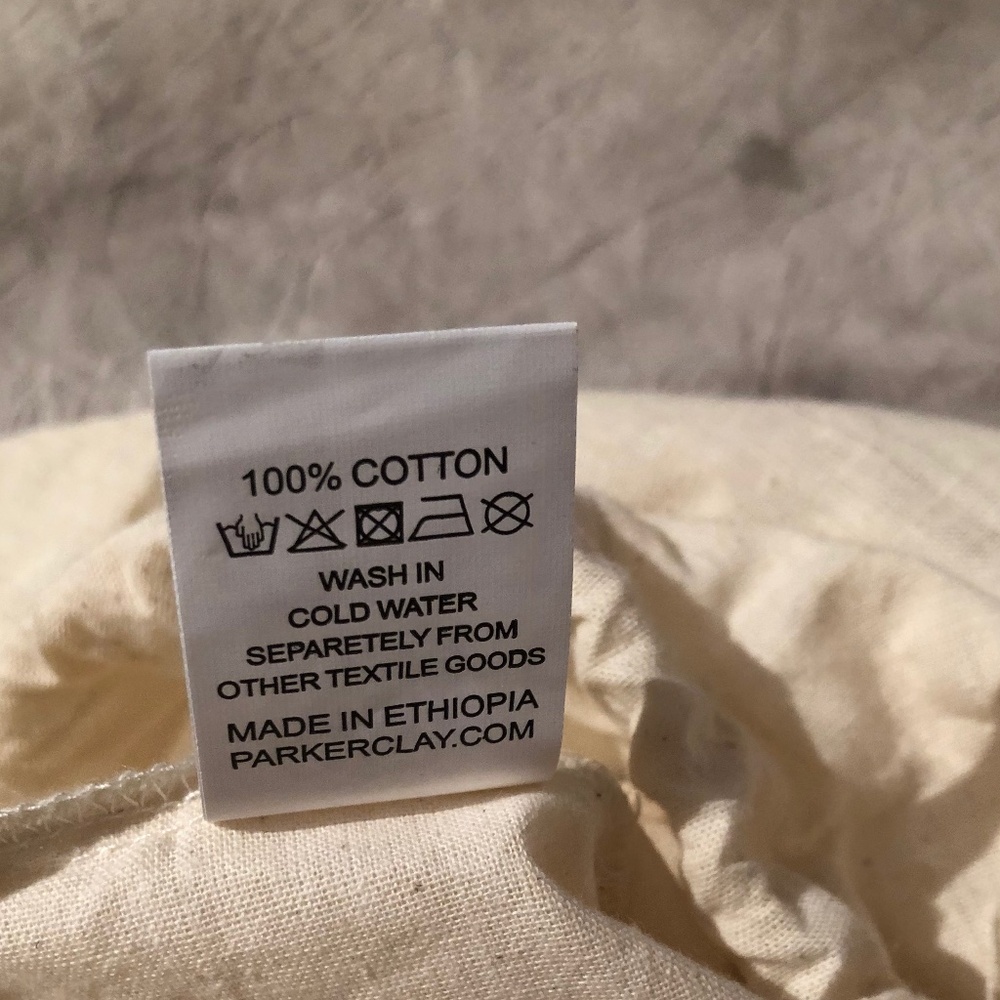 100% COTTON
WASH IN
COLD WATER
SEPARETELY FROM
OTHER TEXTILE GOODS
MADE IN ETHIOPIA
PARKERCLAY.COM